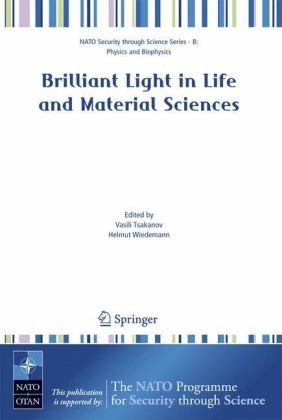 NATO Security through Science Series - B:
Physics and Biophysics
Brilliant Light in Life
and Material Sciences
Edited by
Vasili Tsakanov
Helmut Wiedemann
Springer
NATO
OTAN
This publication
is supported by:
The NATO Programme
for Security through Science